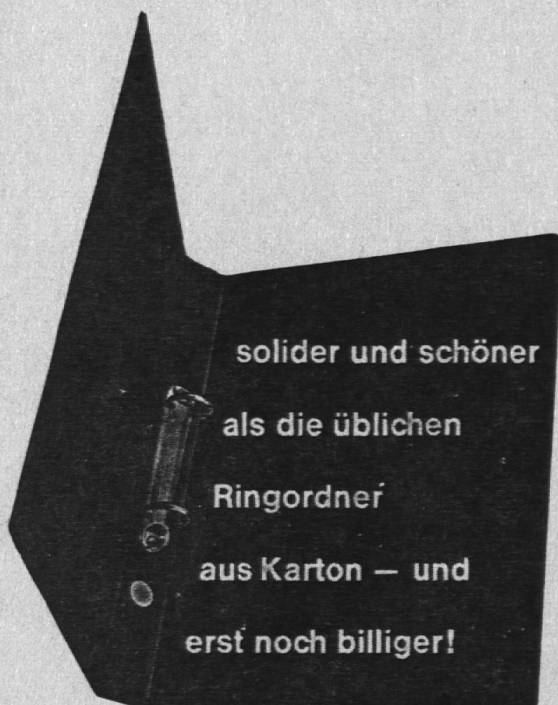 solider und schöner
als die üblichen
Ringordner
aus Karton — und
erst noch billiger!